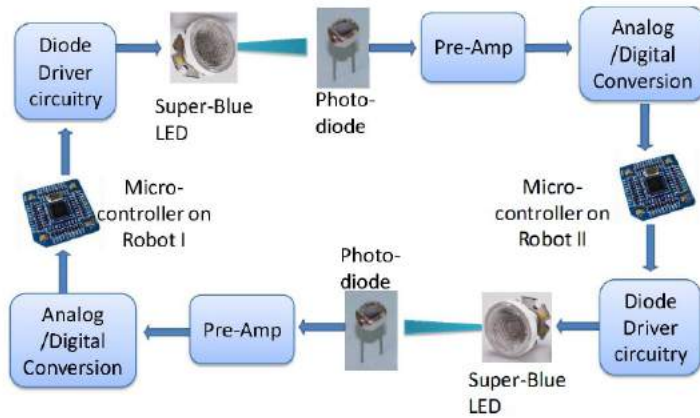 Diode
Driver
circuitry
Super-Blue
LED
Photo-
diode
Pre-Amp
Analog
/Digital
Conversion
Micro-
controller on
Robot I
Micro-
controller on
Robot II
Photo-
diode
Analog
/Digital
Conversion
Pre-Amp
Super-Blue
LED
Diode
Driver
circuitry